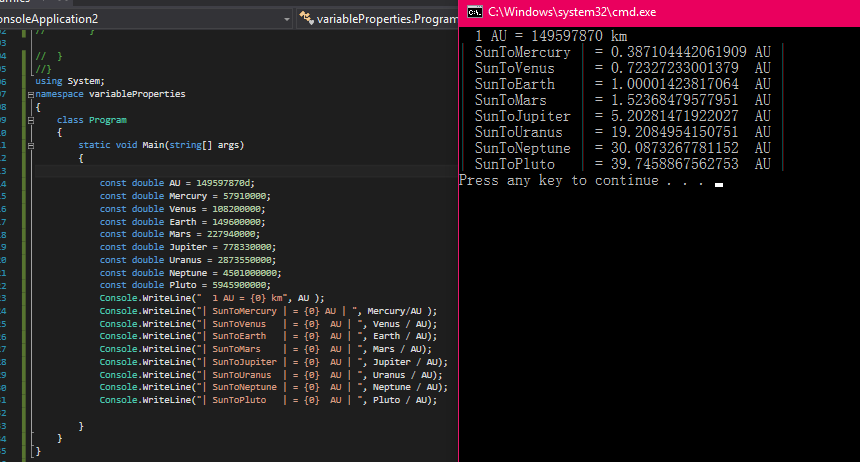 onsoleApplication2
variableProperties.Program
//        }
//  }
//}
using System;
namespace variableProperties
{
class Program
{
static void Main(string[] args)
{
const double AU = 149597870d;
const double Mercury = 57910000;
const double Venus = 108200000;
const double Earth = 149600000;
const double Mars = 227940000;
const double Jupiter = 778330000;
const double Uranus = 2873550000;
const double Neptune = 4501000000;
const double Pluto = 5945900000;
Console.WriteLine("  1 AU = {0} km", AU );
Console.WriteLine("| SunToMercury | = {0} AU | ", Mercury/AU );
Console.WriteLine("| SunToVenus   | = {0}  AU | ", Venus / AU);
Console.WriteLine("| SunToEarth   | = {0}  AU | ", Earth / AU);
Console.WriteLine("| SunToMars    | = {0}  AU | ", Mars / AU);
Console.WriteLine("| SunToJupiter | = {0}  AU | ", Jupiter / AU);
Console.WriteLine("| SunToUranus  | = {0}  AU | ", Uranus / AU);
Console.WriteLine("| SunToNeptune | = {0}  AU | ", Neptune / AU);
Console.WriteLine("| SunToPluto   | = {0}  AU | ", Pluto / AU);
}
}
}
C:\Windows\system32\cmd.exe
1 AU = 149597870 km
| SunToMercury | = 0.387104442061909 AU |
| SunToVenus   | = 0.72327233001379  AU |
| SunToEarth   | = 1.00001423817064  AU |
| SunToMars    | = 1.52368479577951  AU |
| SunToJupiter | = 5.20281471922027  AU |
| SunToUranus  | = 19.2084954150751  AU |
| SunToNeptune | = 30.0873267781152  AU |
| SunToPluto   | = 39.7458867562753  AU |
Press any key to continue . . .